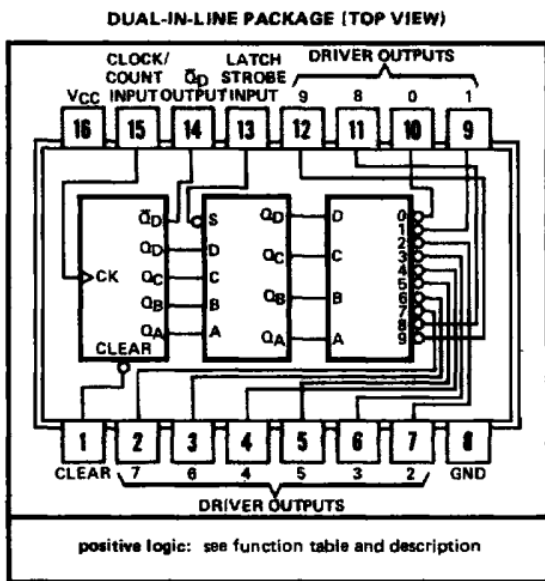 DUAL-IN-LINE PACKAGE (TOP VIEW)
CLOCK/ LATCH DRIVER OUTPUTS
COUNT Q̄D STROBE
VCC INPUT OUTPUT INPUT 9 8 0 1
16 15 14 13 12 11 10 9
Q̄D S QD D 0
1
QD D 2
QC C 3
CK QC C 4
5
QB B QB B 6
7
QA A QA A 8
9
CLEAR
1 2 3 4 5 6 7 8
CLEAR 7 6 4 5 3 2 GND
DRIVER OUTPUTS
positive logic: see function table and description